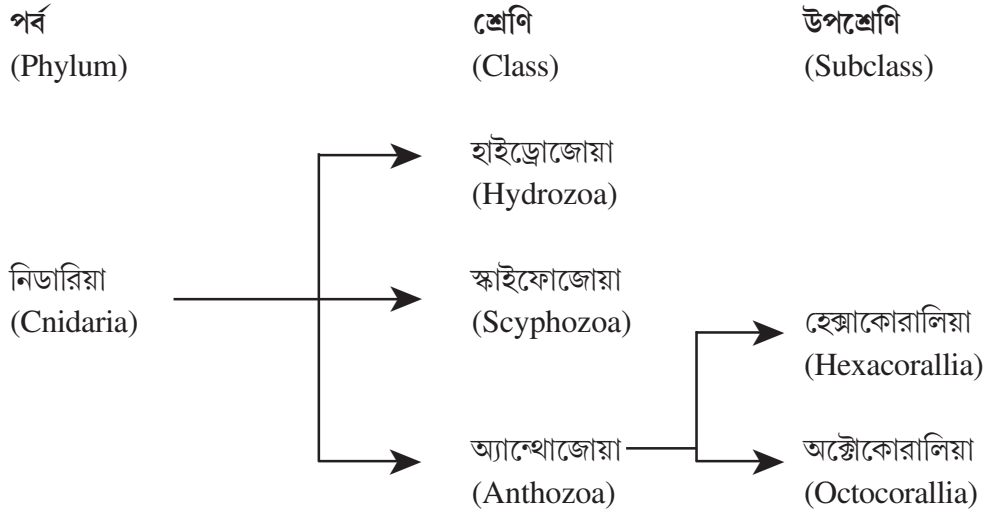 পর্ব শ্রেণি উপশ্রেণি
(Phylum) (Class) (Subclass)
হাইড্রোজোয়া
(Hydrozoa)
নিডারিয়া স্কাইফোজোয়া
(Cnidaria) (Scyphozoa)
হেক্সাকোরালিয়া
(Hexacorallia)
অ্যান্থোজোয়া অক্টোকোরালিয়া
(Anthozoa) (Octocorallia)